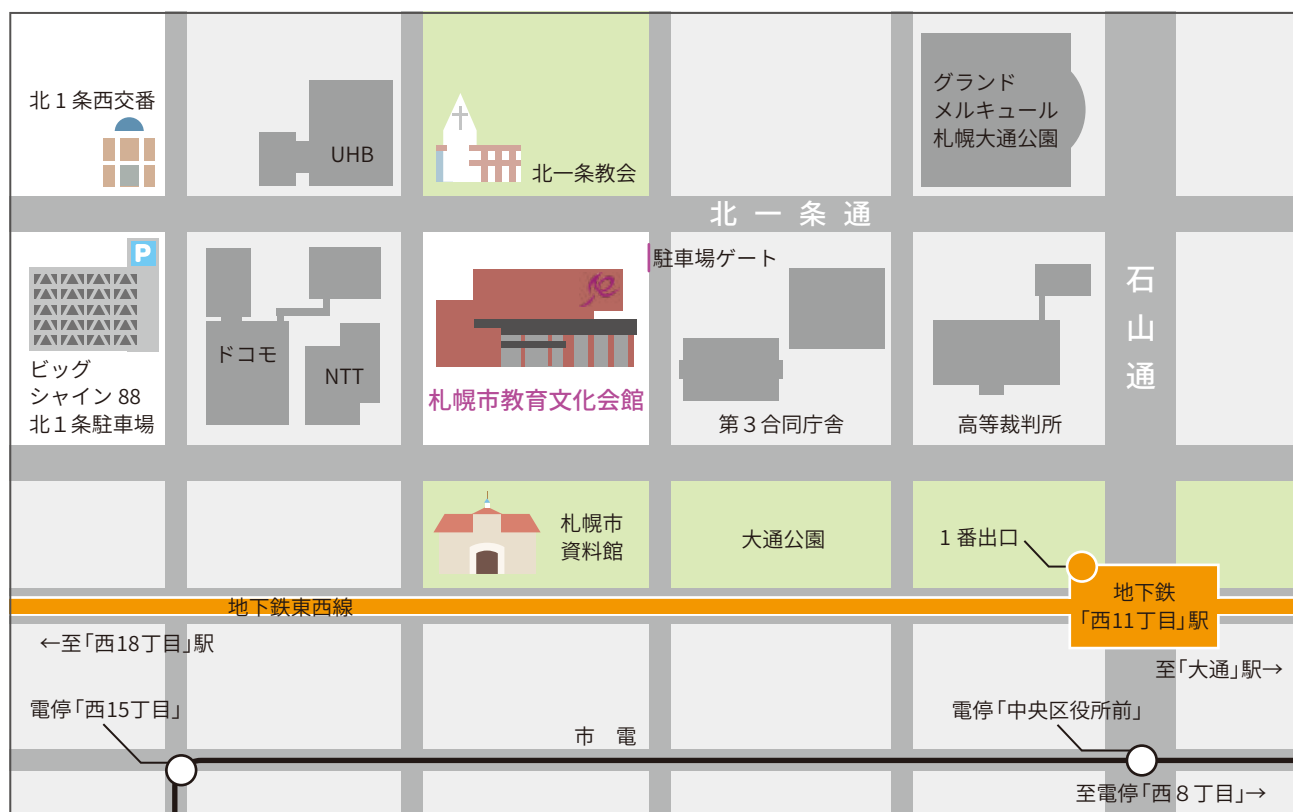 北1条西交番
UHB
北一条教会
グランド
メルキュール
札幌大通公園
北一条通
P
駐車場ゲート
石山通
ビッグ
シャイン 88
北1条駐車場
ドコモ
NTT
札幌市教育文化会館
第3合同庁舎
高等裁判所
札幌市
資料館
大通公園
1番出口
地下鉄
「西11丁目」駅
地下鉄東西線
←至「西18丁目」駅
至「大通」駅→
電停「西15丁目」
市 電
電停「中央区役所前」
至電停「西8丁目」→